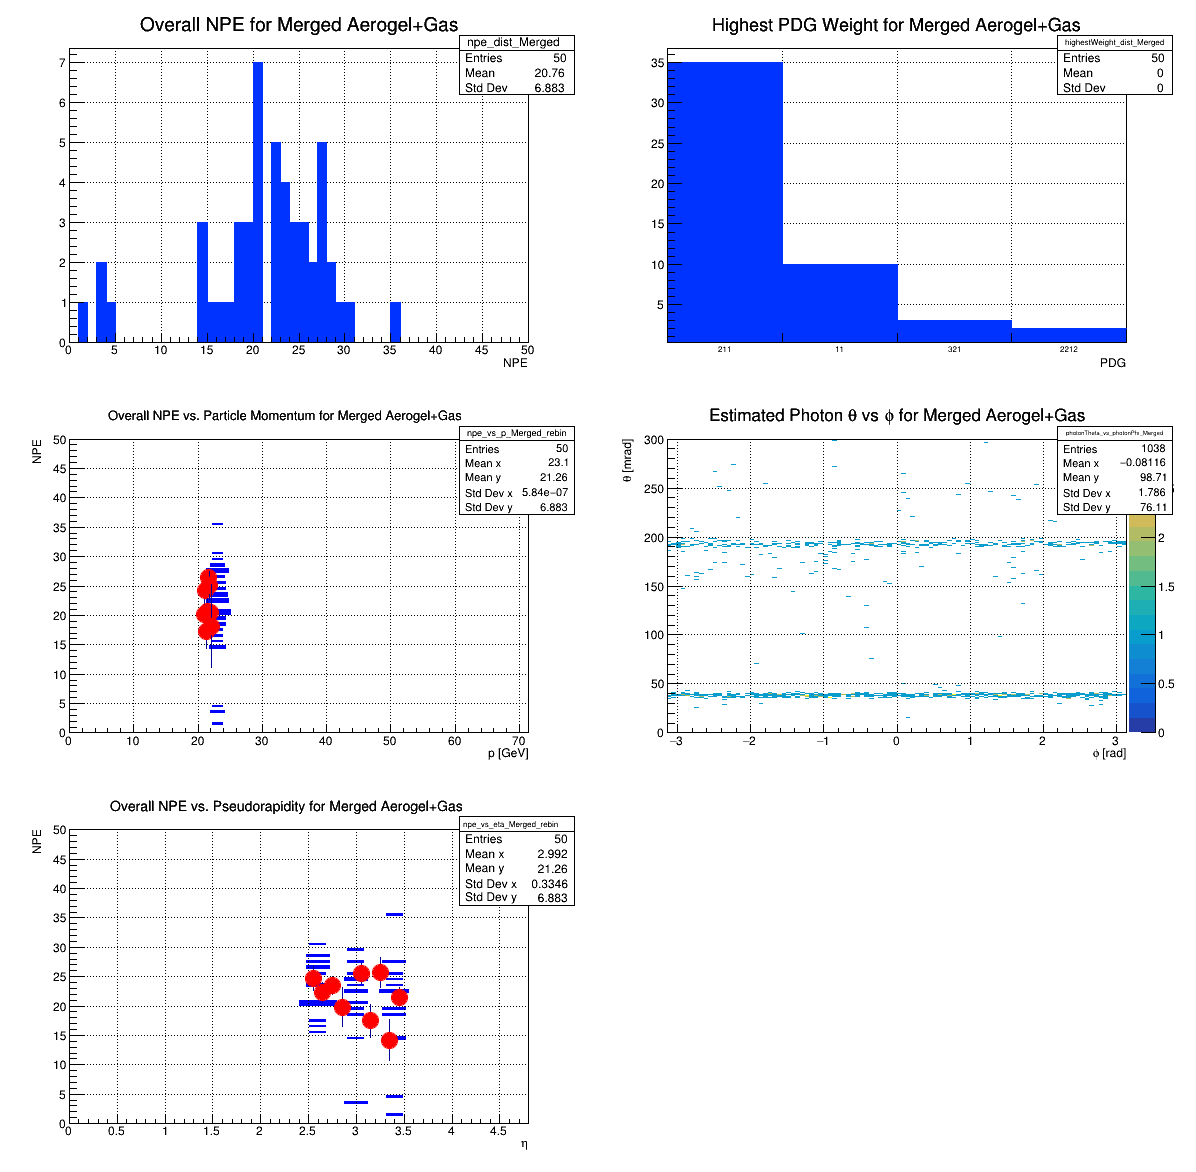 Overall NPE for Merged Aerogel+Gas
npe_dist_Merged
Entries 50
Mean 20.76
Std Dev 6.883
7
6
5
4
3
2
1
0
0 5 10 15 20 25 30 35 40 45 50
NPE
Highest PDG Weight for Merged Aerogel+Gas
highestWeight_dist_Merged
Entries 50
Mean 0
Std Dev 0
35
30
25
20
15
10
5
211 11 321 2212
PDG
Overall NPE vs. Particle Momentum for Merged Aerogel+Gas
NPE
npe_vs_p_Merged_rebin
Entries 50
Mean x 23.1
Mean y 21.26
Std Dev x 5.84e−07
Std Dev y 6.883
50
45
40
35
30
25
20
15
10
5
0
0 10 20 30 40 50 60 70
p [GeV]
Estimated Photon θ vs ϕ for Merged Aerogel+Gas
θ [mrad]
photonTheta_vs_photonPhi_Merged
Entries 1038
Mean x −0.08116
Mean y 98.71
Std Dev x 1.786
Std Dev y 76.11
300
250
200
150
100
50
0
−3 −2 −1 0 1 2 3
ϕ [rad]
2
1.5
1
0.5
0
Overall NPE vs. Pseudorapidity for Merged Aerogel+Gas
NPE
npe_vs_eta_Merged_rebin
Entries 50
Mean x 2.992
Mean y 21.26
Std Dev x 0.3346
Std Dev y 6.883
50
45
40
35
30
25
20
15
10
5
0
0 0.5 1 1.5 2 2.5 3 3.5 4 4.5
η